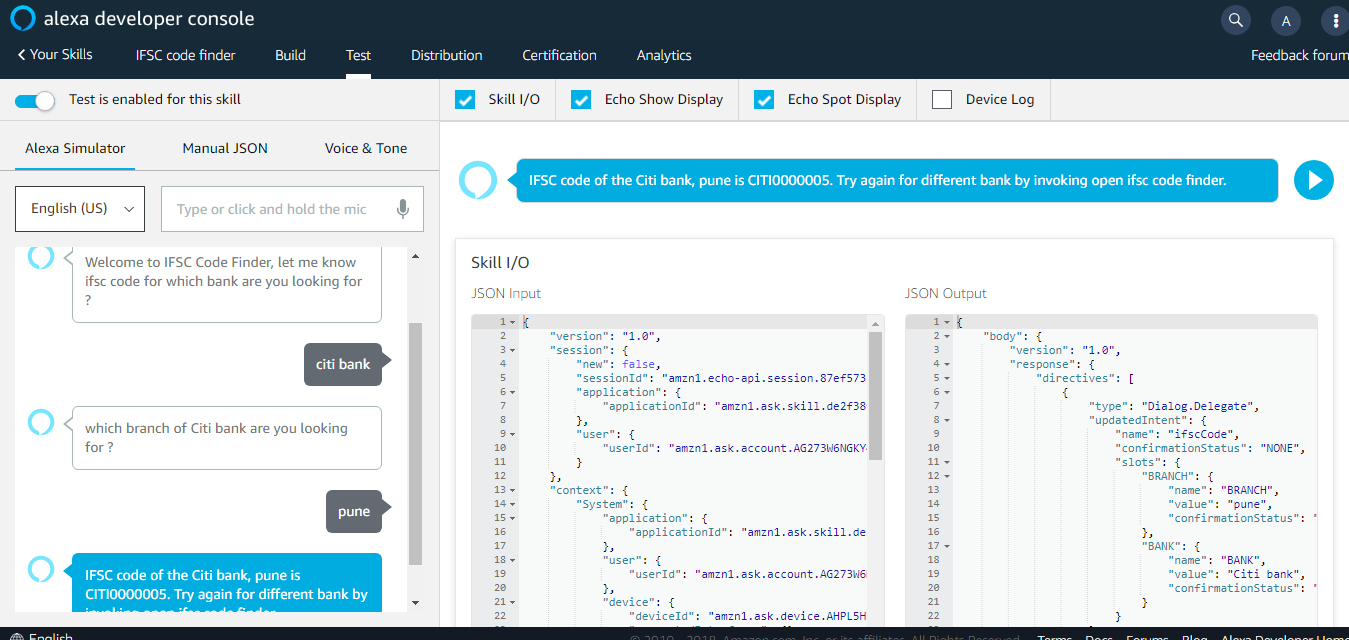 alexa developer console
A
Your Skills
IFSC code finder
Build
Test
Distribution
Certification
Analytics
Feedback forum
Test is enabled for this skill
Skill I/O
Echo Show Display
Echo Spot Display
Device Log
Alexa Simulator
Manual JSON
Voice & Tone
English (US)
Type or click and hold the mic
Welcome to IFSC Code Finder, let me know
ifsc code for which bank are you looking for
?
citi bank
which branch of Citi bank are you looking
for ?
pune
IFSC code of the Citi bank, pune is
CITI0000005. Try again for different bank by
invoking open ifsc code finder.
IFSC code of the Citi bank, pune is CITI0000005. Try again for different bank by invoking open ifsc code finder.
Skill I/O
JSON Input
1 {
2 "version": "1.0",
3 "session": {
4 "new": false,
5 "sessionId": "amzn1.echo-api.session.87ef573
6 "application": {
7 "applicationId": "amzn1.ask.skill.de2f38
8 },
9 "user": {
10 "userId": "amzn1.ask.account.AG273W6NGKY
11 }
12 },
13 "context": {
14 "System": {
15 "application": {
16 "applicationId": "amzn1.ask.skill.de
17 },
18 "user": {
19 "userId": "amzn1.ask.account.AG273W6
20 },
21 "device": {
22 "deviceId": "amzn1.ask.device.AHPL5H
JSON Output
1 {
2 "body": {
3 "version": "1.0",
4 "response": {
5 "directives": [
6 {
7 "type": "Dialog.Delegate",
8 "updatedIntent": {
9 "name": "ifscCode",
10 "confirmationStatus": "NONE",
11 "slots": {
12 "BRANCH": {
13 "name": "BRANCH",
14 "value": "pune",
15 "confirmationStatus": "
16 },
17 "BANK": {
18 "name": "BANK",
19 "value": "Citi bank",
20 "confirmationStatus": "
21 }
22 }
English
© 2010 - 2018, Amazon.com, Inc. or its affiliates. All Rights Reserved.
Terms
Docs
Forums
Blog
Alexa Developer Home